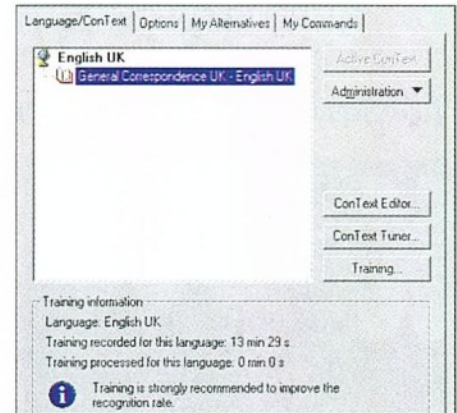 Language/ConText Options My Alternatives My Commands
English UK
General Correspondence UK - English UK
Active ConText
Administration
ConText Editor...
ConText Tuner...
Training...
Training information
Language: English UK
Training recorded for this language: 13 min 29 s
Training processed for this language: 0 min 0 s
Training is strongly recommended to improve the
recognition rate.